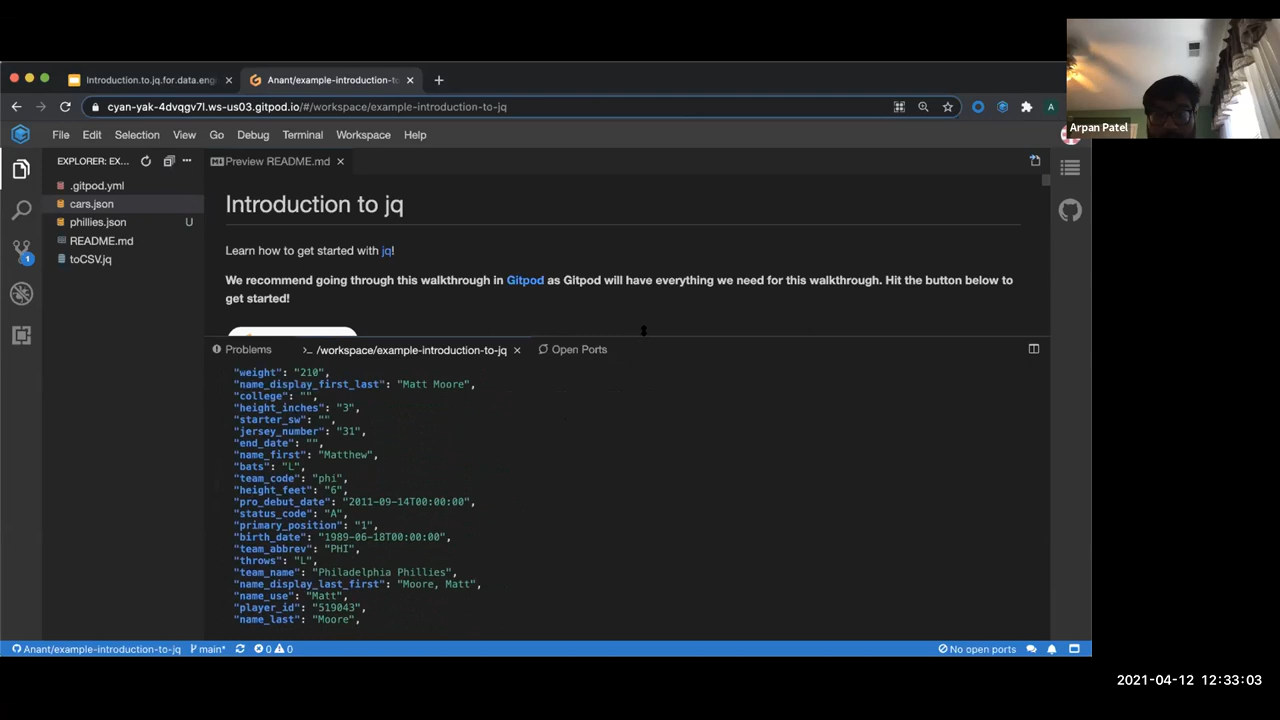 Introduction.to.jq.for.data.eng
Anant/example-introduction-to-
cyan-yak-4dvqgv7l.ws-us03.gitpod.io/#/workspace/example-introduction-to-jq
A
File Edit Selection View Go Debug Terminal Workspace Help
Arpan Patel
EXPLORER: EX...
Preview README.md
.gitpod.yml
cars.json
phillies.json U
README.md
toCSV.jq
1
Introduction to jq
Learn how to get started with jq!
We recommend going through this walkthrough in Gitpod as Gitpod will have everything we need for this walkthrough. Hit the button below to
get started!
Problems >_ /workspace/example-introduction-to-jq Open Ports
"weight": "210",
"name_display_first_last": "Matt Moore",
"college": "",
"height_inches": "3",
"starter_sw": "",
"jersey_number": "31",
"end_date": "",
"name_first": "Matthew",
"bats": "L",
"team_code": "phi",
"height_feet": "6",
"pro_debut_date": "2011-09-14T00:00:00",
"status_code": "A",
"primary_position": "1",
"birth_date": "1989-06-18T00:00:00",
"team_abbrev": "PHI",
"throws": "L",
"team_name": "Philadelphia Phillies",
"name_display_last_first": "Moore, Matt",
"name_use": "Matt",
"player_id": "519043",
"name_last": "Moore",
Anant/example-introduction-to-jq main* 0 0 No open ports
2021-04-12 12:33:03